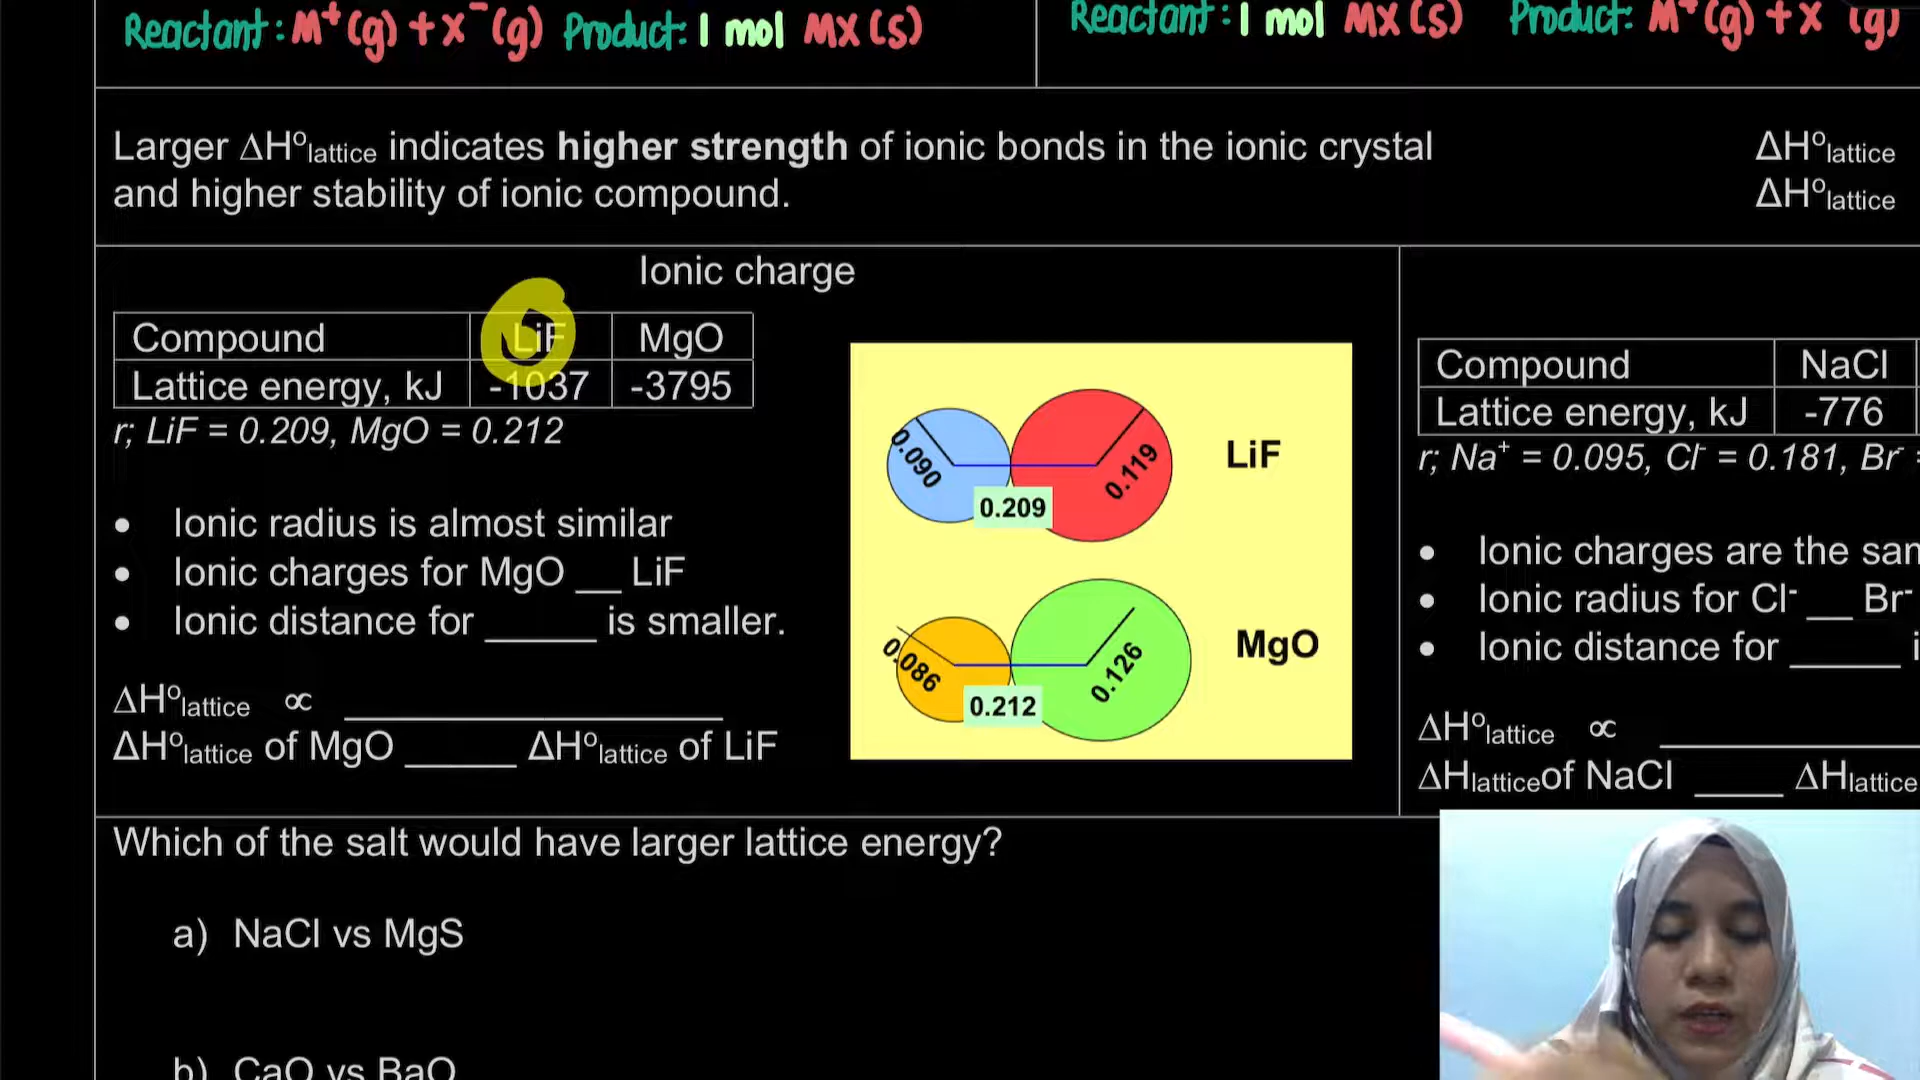 Reactant: M⁺(g) + X⁻(g) Product: 1 mol MX(s)
Reactant: 1 mol MX(s) Product: M⁺(g) + X (g)
Larger ΔH°lattice indicates higher strength of ionic bonds in the ionic crystal
and higher stability of ionic compound.
ΔH°lattice
ΔH°lattice
Ionic charge
Compound LiF MgO
Lattice energy, kJ -1037 -3795
r; LiF = 0.209, MgO = 0.212
• Ionic radius is almost similar
• Ionic charges for MgO __ LiF
• Ionic distance for _____ is smaller.
ΔH°lattice ∝ _________________
ΔH°lattice of MgO _____ ΔH°lattice of LiF
0.090
0.119
0.209
LiF
0.086
0.126
0.212
MgO
Compound NaCl
Lattice energy, kJ -776
r; Na⁺ = 0.095, Cl⁻ = 0.181, Br⁻ =
• Ionic charges are the
• Ionic radius for Cl⁻ __ Br⁻
• Ionic distance for _____
ΔH°lattice ∝ ____________
ΔHlatticeof NaCl ____ ΔHlattice
Which of the salt would have larger lattice energy?
a) NaCl vs MgS
b) CaO vs BaO